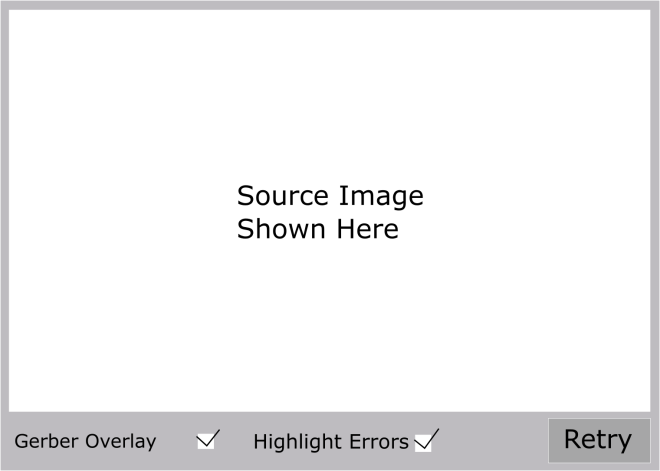 Source Image
Shown Here
Gerber Overlay
Highlight Errors
Retry